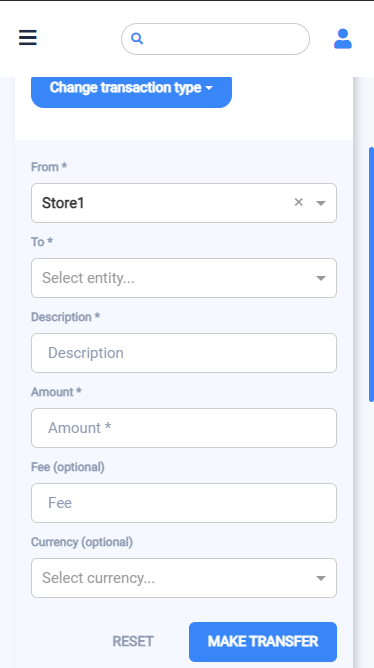 Change transaction type
From *
Store1
To *
Select entity...
Description *
Description
Amount *
Amount *
Fee (optional)
Fee
Currency (optional)
Select currency...
RESET
MAKE TRANSFER